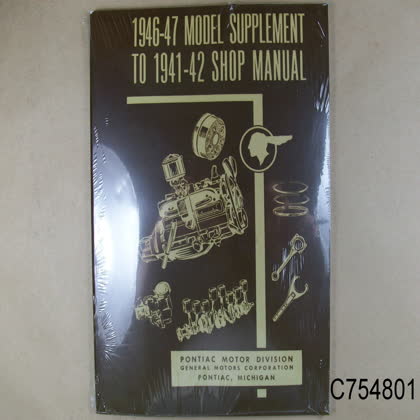 1946-47 MODEL SUPPLEMENT
TO 1941-42 SHOP MANUAL
PONTIAC MOTOR DIVISION
GENERAL MOTORS CORPORATION
PONTIAC, MICHIGAN
C754801